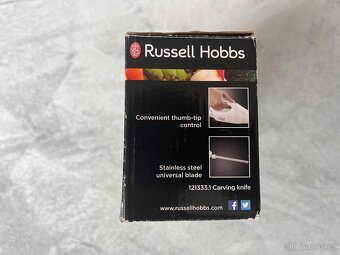 Russell Hobbs
Convenient thumb-tip
control
Stainless steel
universal blade
121333.1 Carving knife
www.russellhobbs.com